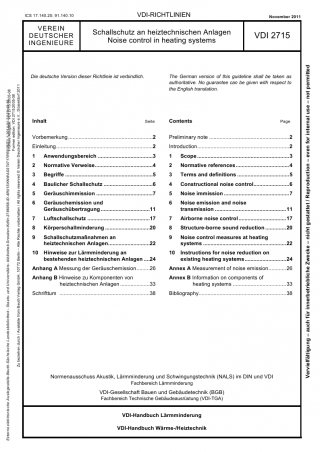 ICS 17.140.20; 91.140.10
VDI-RICHTLINIEN
November 2011
VEREIN
DEUTSCHER
INGENIEURE
Schallschutz an heiztechnischen Anlagen
Noise control in heating systems
VDI 2715
Die deutsche Version dieser Richtlinie ist verbindlich.
The German version of this guideline shall be taken as
authoritative. No guarantee can be given with respect to
the English translation.
Inhalt Seite
Vorbemerkung 2
Einleitung 2
1 Anwendungsbereich 3
2 Normative Verweise 4
3 Begriffe 5
4 Baulicher Schallschutz 6
5 Geräuschimmission 7
6 Geräuschemission und
Geräuschübertragung 11
7 Luftschallschutz 17
8 Körperschallminderung 20
9 Schallschutzmaßnahmen an
heiztechnischen Anlagen 22
10 Hinweise zur Lärmminderung an
bestehenden heiztechnischen Anlagen 24
Anhang A Messung der Geräuschemission 26
Anhang B Hinweise zu Komponenten von
heiztechnischen Anlagen 33
Schrifttum 38
Contents Page
Preliminary note 2
Introduction 2
1 Scope 3
2 Normative references 4
3 Terms and definitions 5
4 Constructional noise control 6
5 Noise immission 7
6 Noise emission and noise
transmission 11
7 Airborne noise control 17
8 Structure-borne sound reduction 20
9 Noise control measures at heating
systems 22
10 Instructions for noise reduction on
existing heating systems 24
Annex A Measurement of noise emission 26
Annex B Information on components of
heating systems 33
Bibliography 38
Normenausschuss Akustik, Lärmminderung und Schwingungstechnik (NALS) im DIN und VDI
Fachbereich Lärmminderung
VDI-Gesellschaft Bauen und Gebäudetechnik (GBG)
Fachbereich Technische Gebäudeausrüstung (VDI-TGA)
VDI-Handbuch Lärmminderung
VDI-Handbuch Wärme-/Heiztechnik
Vervielfältigung – auch für innerbetriebliche Zwecke – nicht gestattet / Reproduction – even for internal use – not permitted